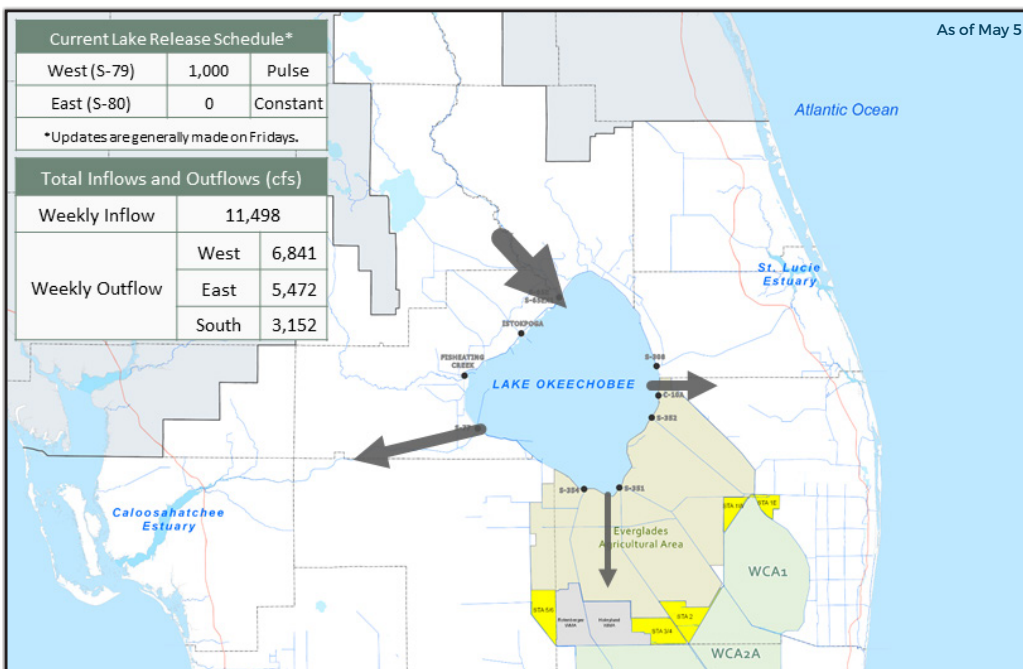 As of May 5
Current Lake Release Schedule*
West (S-79) 1,000 Pulse
East (S-80) 0 Constant
*Updates are generally made on Fridays.
Total Inflows and Outflows (cfs)
Weekly Inflow 11,498
Weekly Outflow
West 6,841
East 5,472
South 3,152
Atlantic Ocean
St. Lucie
Estuary
ISTOKPOGA
FISHEATING
CREEK
S-308
LAKE OKEECHOBEE
C-10A
S-352
S-77
S-354
S-351
Caloosahatchee
Estuary
Everglades
Agricultural Area
STA 1W
STA 1E
WCA1
STA 5/6
STA 2
STA 3/4
WCA2A